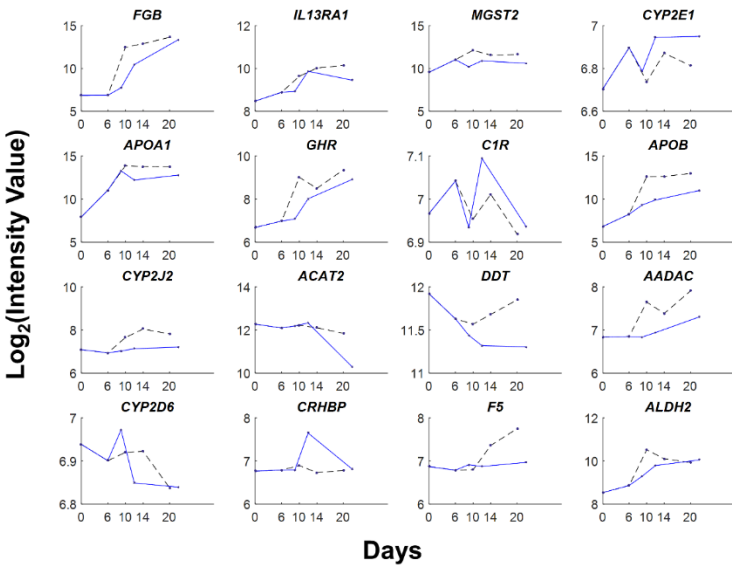 FGB IL13RA1 MGST2 CYP2E1
15 12 15 7
10 10 10 6.8
5 8 5 6.6
0 6 10 14 20 0 6 10 14 20 0 6 10 14 20 0 6 10 14 20
APOA1 GHR C1R APOB
15 10 7.1 15
10 8 7 10
5 6 6.9 5
0 6 10 14 20 0 6 10 14 20 0 6 10 14 20 0 6 10 14 20
CYP2J2 ACAT2 DDT AADAC
10 14 12 8
8 12 11.5 7
6 10 11 6
0 6 10 14 20 0 6 10 14 20 0 6 10 14 20 0 6 10 14 20
CYP2D6 CRHBP F5 ALDH2
7 8 8 12
6.9 7 7 10
6.8 6 6 8
0 6 10 14 20 0 6 10 14 20 0 6 10 14 20 0 6 10 14 20
Log₂(Intensity Value)
Days